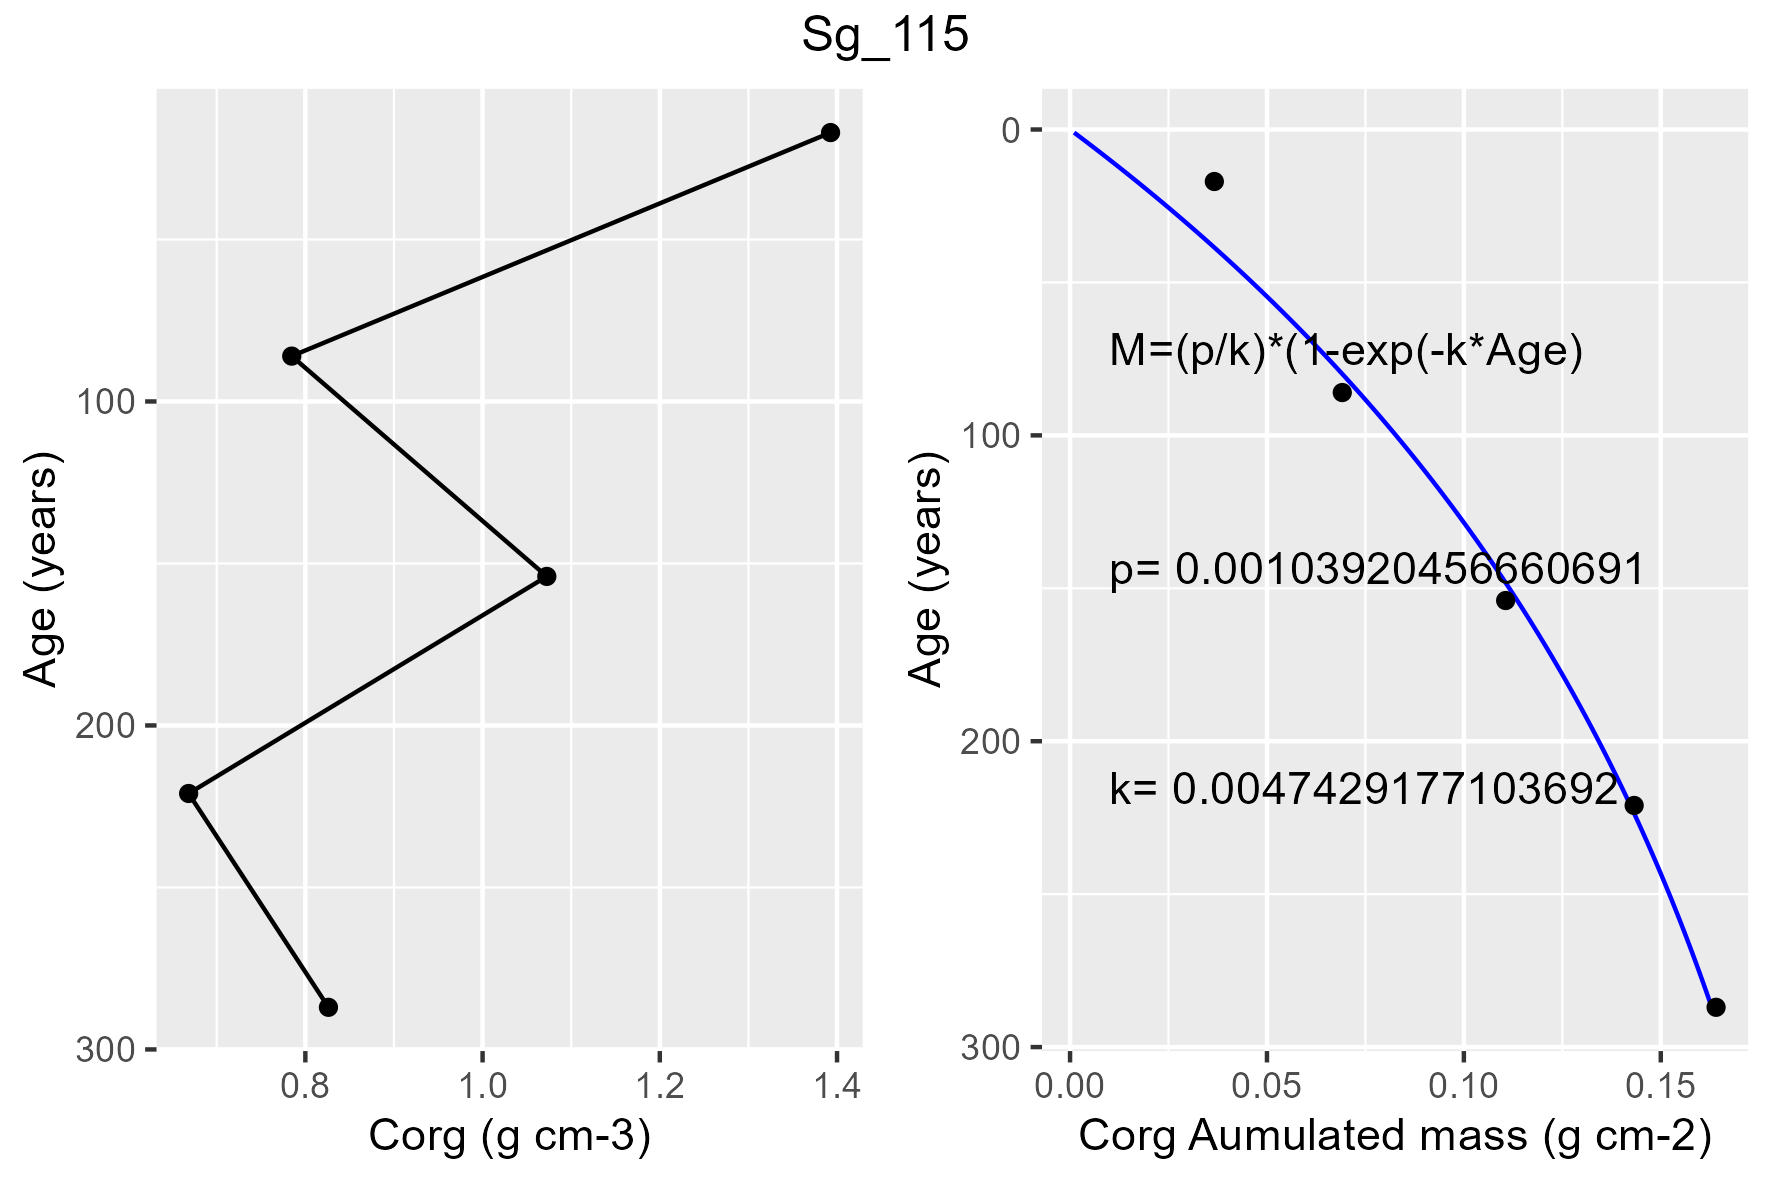 Sg_115
Age (years)
100
200
300
0.8
1.0
1.2
1.4
Corg (g cm-3)
Age (years)
0
100
200
300
M=(p/k)*(1-exp(-k*Age)
p= 0.00103920456660691
k= 0.0047429177103692
0.00
0.05
0.10
0.15
Corg Aumulated mass (g cm-2)